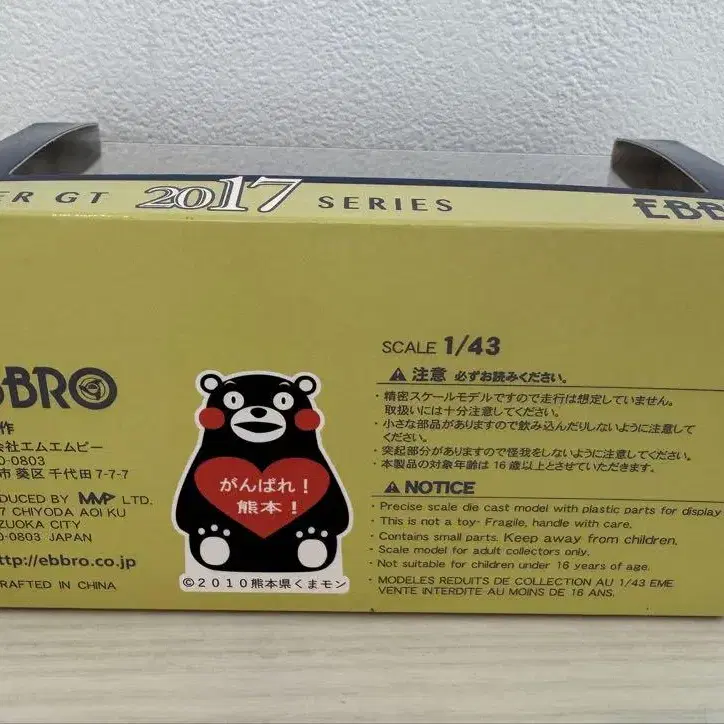 ER GT 2017 SERIES
EBB
BBRO
作
会社エムエムピー
0-0803
市 葵区 千代田 7-7-7
DUCED BY MMP LTD.
7 CHIYODA AOI KU
ZUOKA CITY
0-0803 JAPAN
http://ebbro.co.jp
CRAFTED IN CHINA
がんばれ！
熊本！
©2010熊本県くまモン
SCALE 1/43
注意 必ずお読みください。
・精密スケールモデルですので走行は想定していません。
取扱いには十分注意してください。
・小さな部品がありますので飲み込んだりしないように注意して
ください。
・突起部分がありますので怪我をしないように注意してください。
・本製品の対象年齢は 16 歳以上とさせていただきます。
NOTICE
・Precise scale die cast model with plastic parts for display
・This is not a toy- Fragile, handle with care.
・Contains small parts. Keep away from children.
・Scale model for adult collectors only.
・Not suitable for children under 16 years of age.
・MODELES REDUITS DE COLLECTION AU 1/43 EME
VENTE INTERDITE AU MOINS DE 16 ANS.